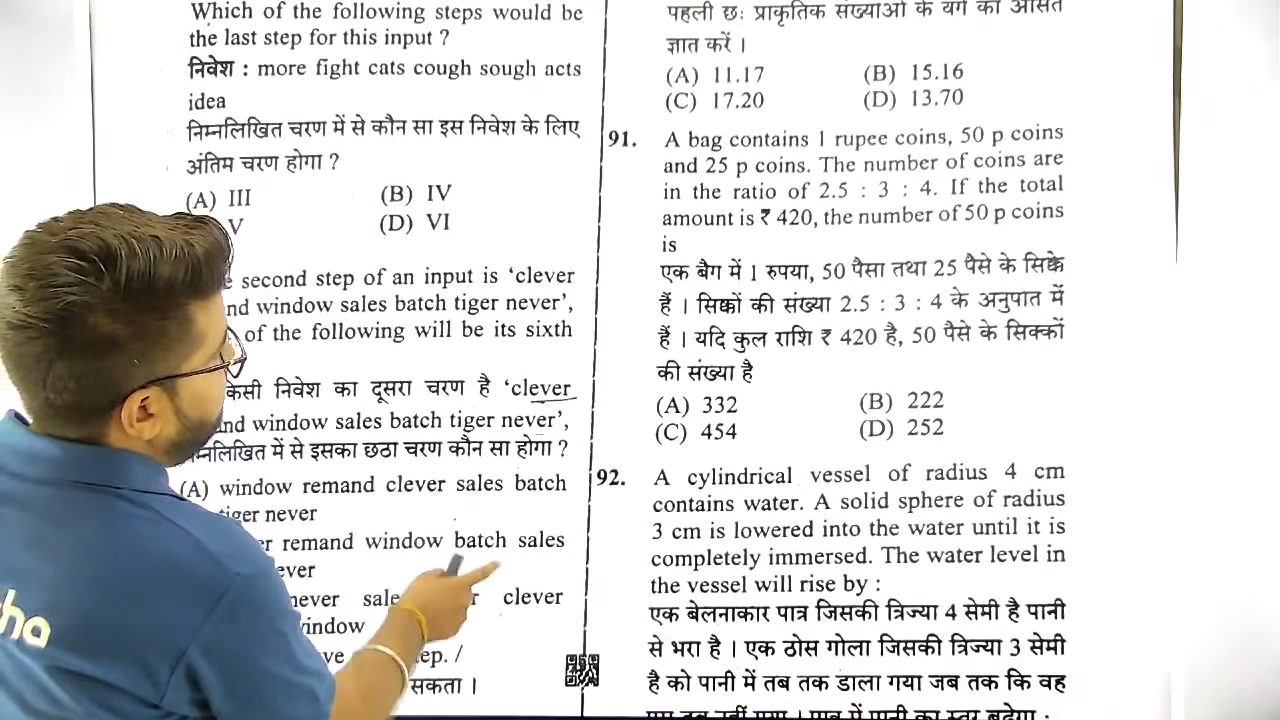 Which of the following steps would be
the last step for this input ?
निवेश : more fight cats cough sough acts
idea
निम्नलिखित चरण में से कौन सा इस निवेश के लिए
अंतिम चरण होगा ?
(A) III
(B) IV
V
(D) VI
second step of an input is ‘clever
window sales batch tiger never’,
of the following will be its sixth
किसी निवेश का दूसरा चरण है ‘clever
window sales batch tiger never’,
में से इसका छठा चरण कौन सा होगा ?
(A) window remand clever sales batch
tiger never
remand window batch sales
never sale clever
सकता ।
पहली छः प्राकृतिक संख्याओं के वर्ग का औसत
ज्ञात करें ।
(A) 11.17
(B) 15.16
(C) 17.20
(D) 13.70
91. A bag contains 1 rupee coins, 50 p coins
and 25 p coins. The number of coins are
in the ratio of 2.5 : 3 : 4. If the total
amount is ₹ 420, the number of 50 p coins
is
एक बैग में 1 रुपया, 50 पैसा तथा 25 पैसे के सिक्के
हैं । सिक्कों की संख्या 2.5 : 3 : 4 के अनुपात में
हैं । यदि कुल राशि ₹ 420 है, 50 पैसे के सिक्कों
की संख्या है
(A) 332
(B) 222
(C) 454
(D) 252
92. A cylindrical vessel of radius 4 cm
contains water. A solid sphere of radius
3 cm is lowered into the water until it is
completely immersed. The water level in
the vessel will rise by :
एक बेलनाकार पात्र जिसकी त्रिज्या 4 सेमी है पानी
से भरा है । एक ठोस गोला जिसकी त्रिज्या 3 सेमी
है को पानी में तब तक डाला गया जब तक कि वह